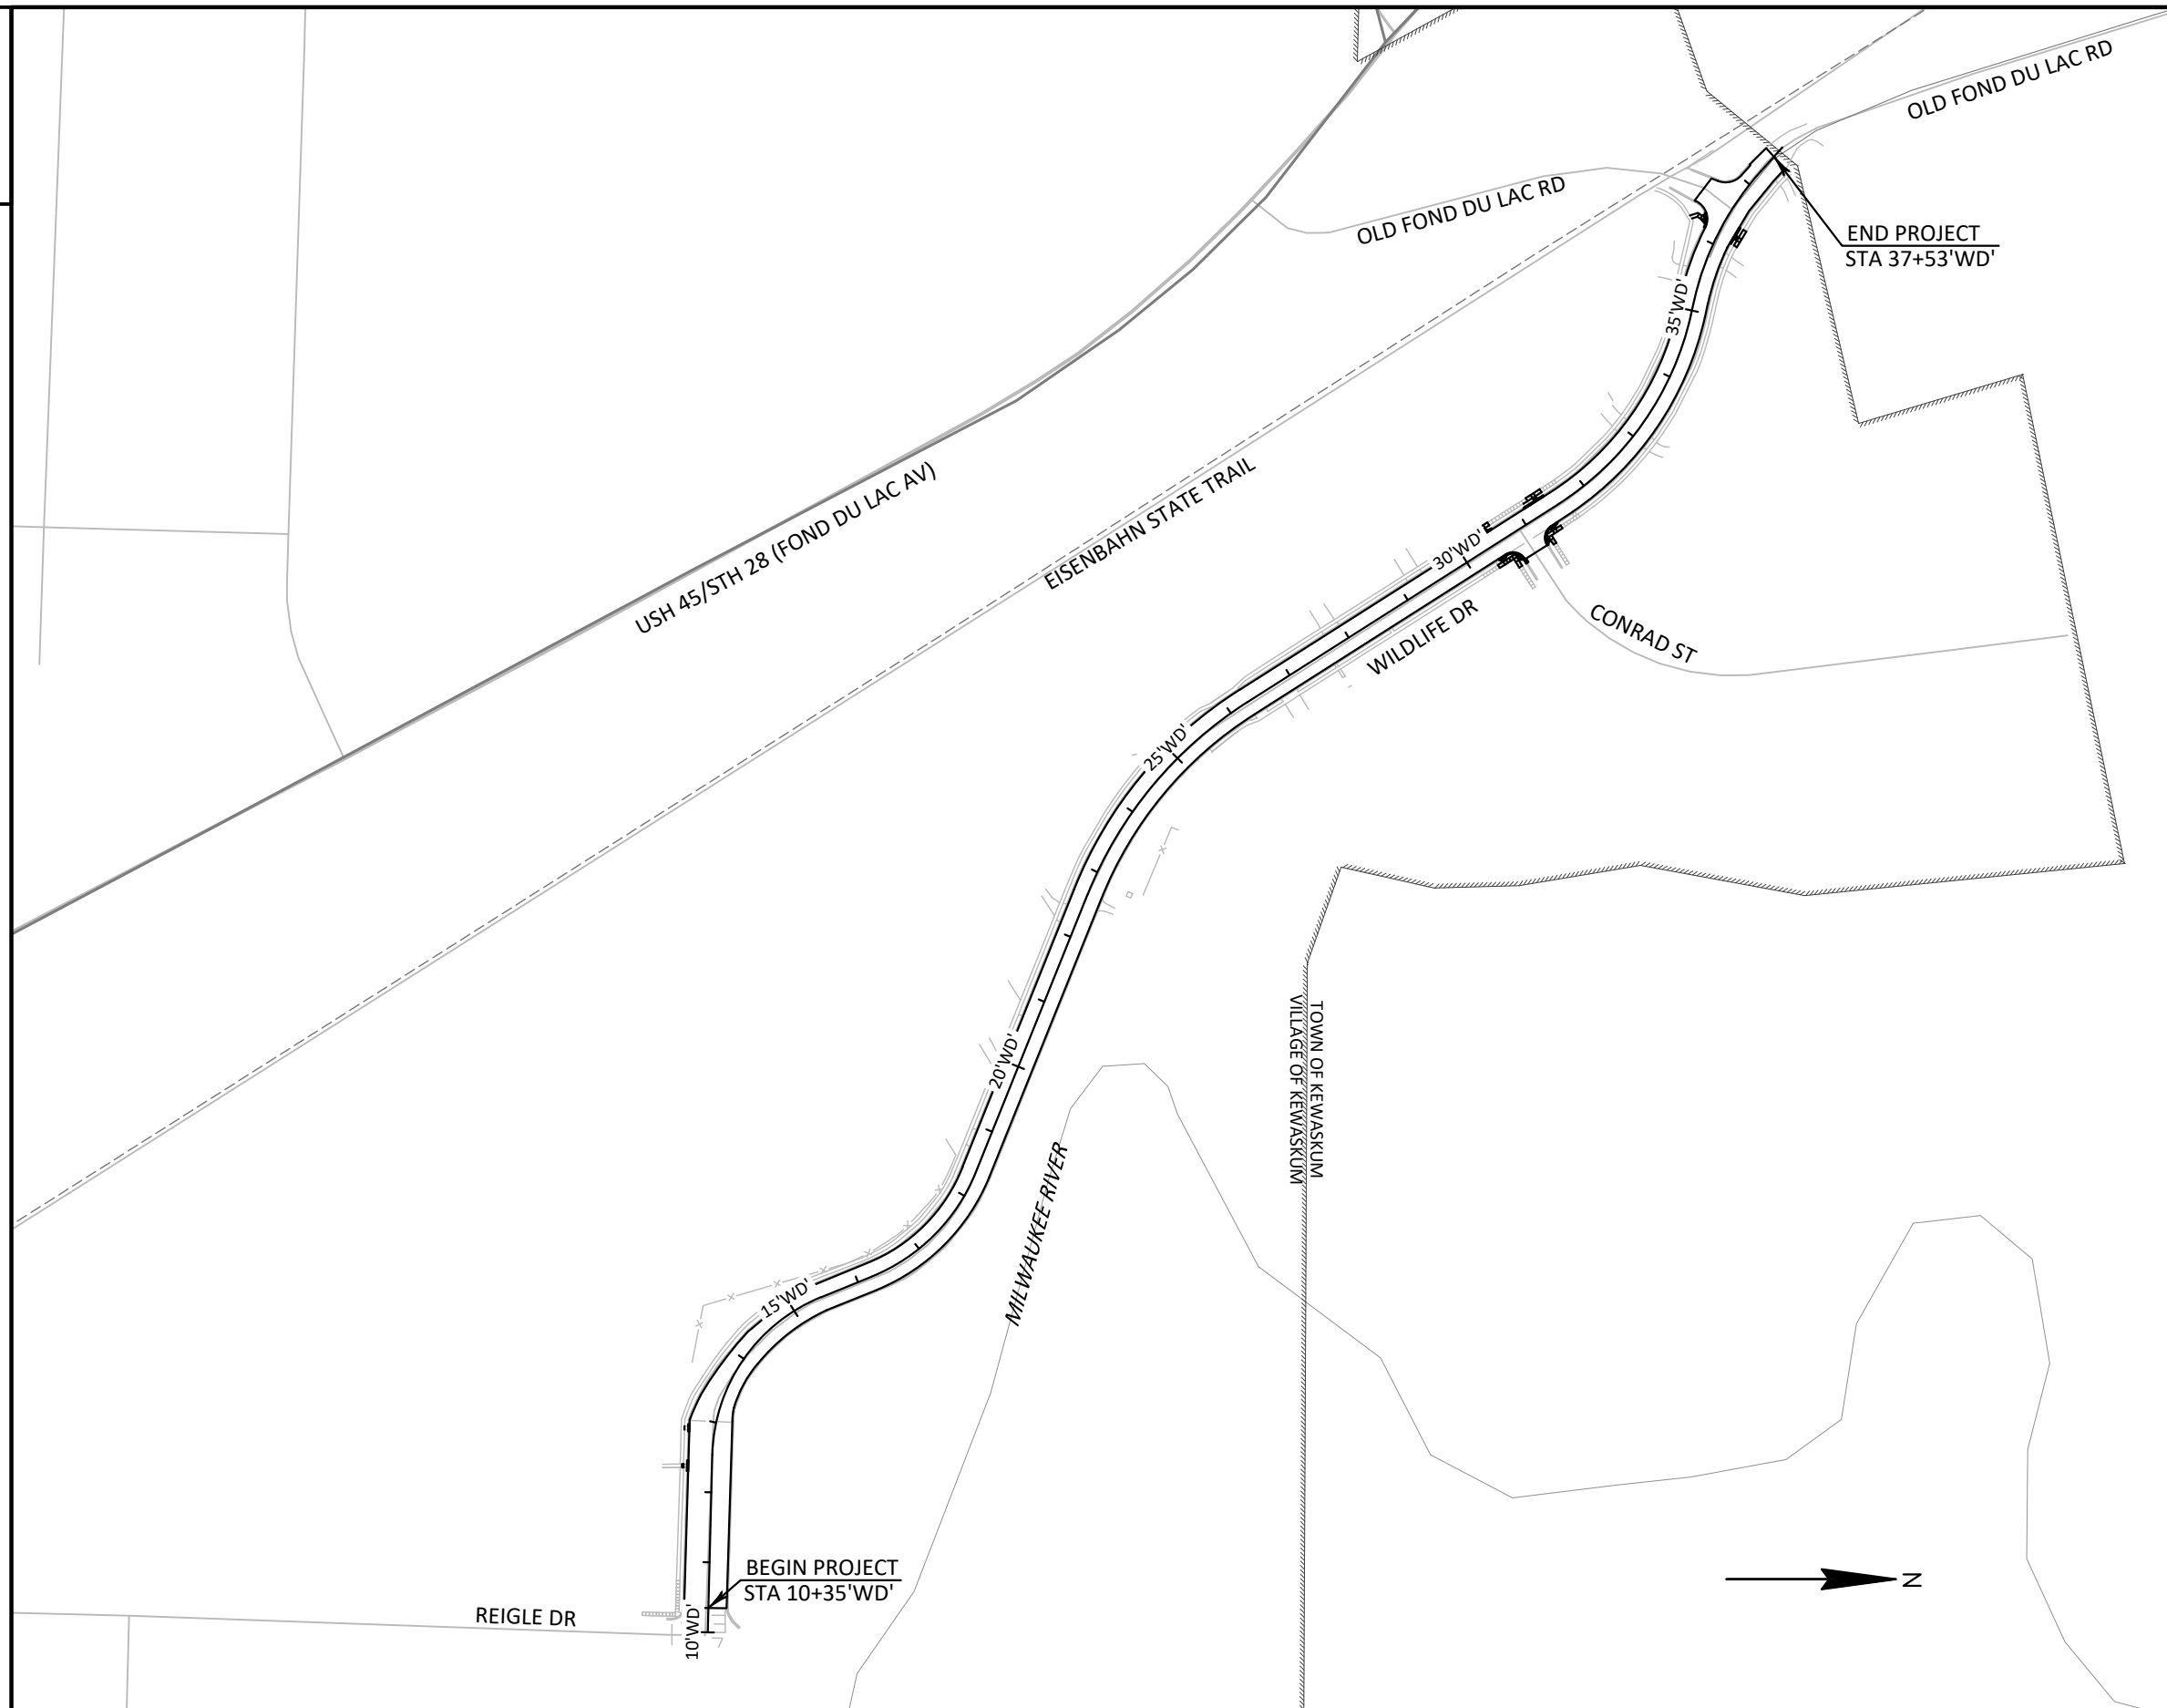 OLD FOND DU LAC RD
OLD FOND DU LAC RD
END PROJECT
STA 37+53'WD'
35'WD'
USH 45/STH 28 (FOND DU LAC AV)
EISENBAHN STATE TRAIL
30'WD'
WILDLIFE DR
CONRAD ST
25'WD'
20'WD'
TOWN OF KEWASKUM
VILLAGE OF KEWASKUM
MILWAUKEE RIVER
15'WD'
BEGIN PROJECT
STA 10+35'WD'
N
REIGLE DR
10'WD'